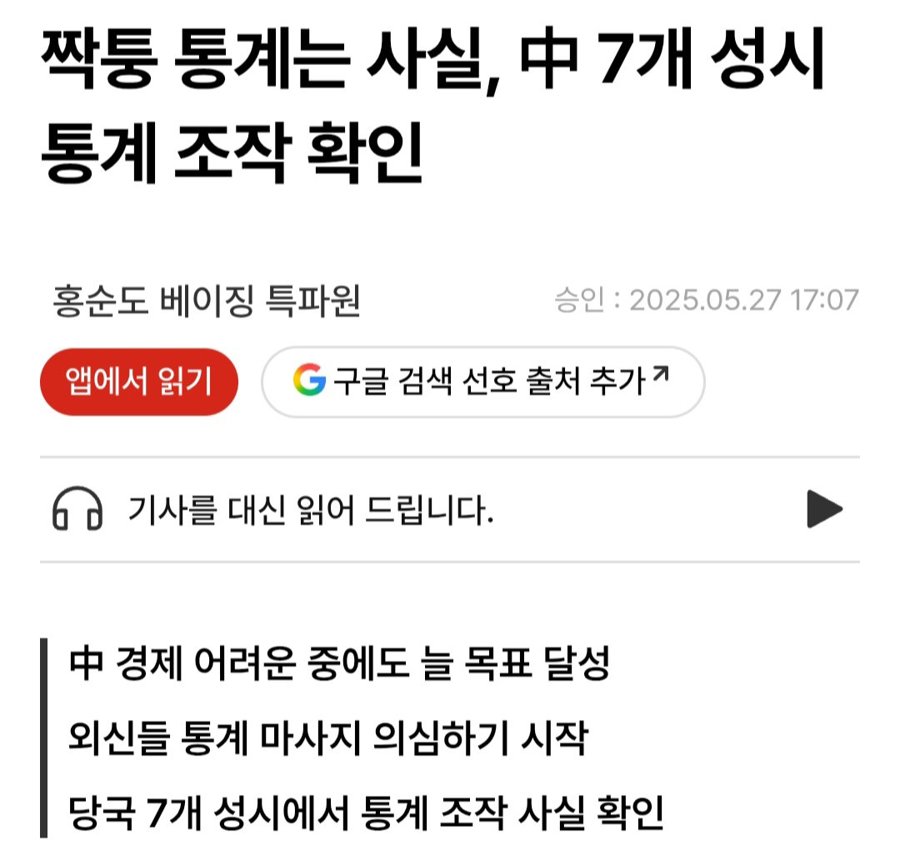 짝퉁 통계는 사실, 中 7개 성시
통계 조작 확인
홍순도 베이징 특파원
승인 : 2025.05.27 17:07
앱에서 읽기
구글 검색 선호 출처 추가↗
기사를 대신 읽어 드립니다.
中 경제 어려운 중에도 늘 목표 달성
외신들 통계 마사지 의심하기 시작
당국 7개 성시에서 통계 조작 사실 확인